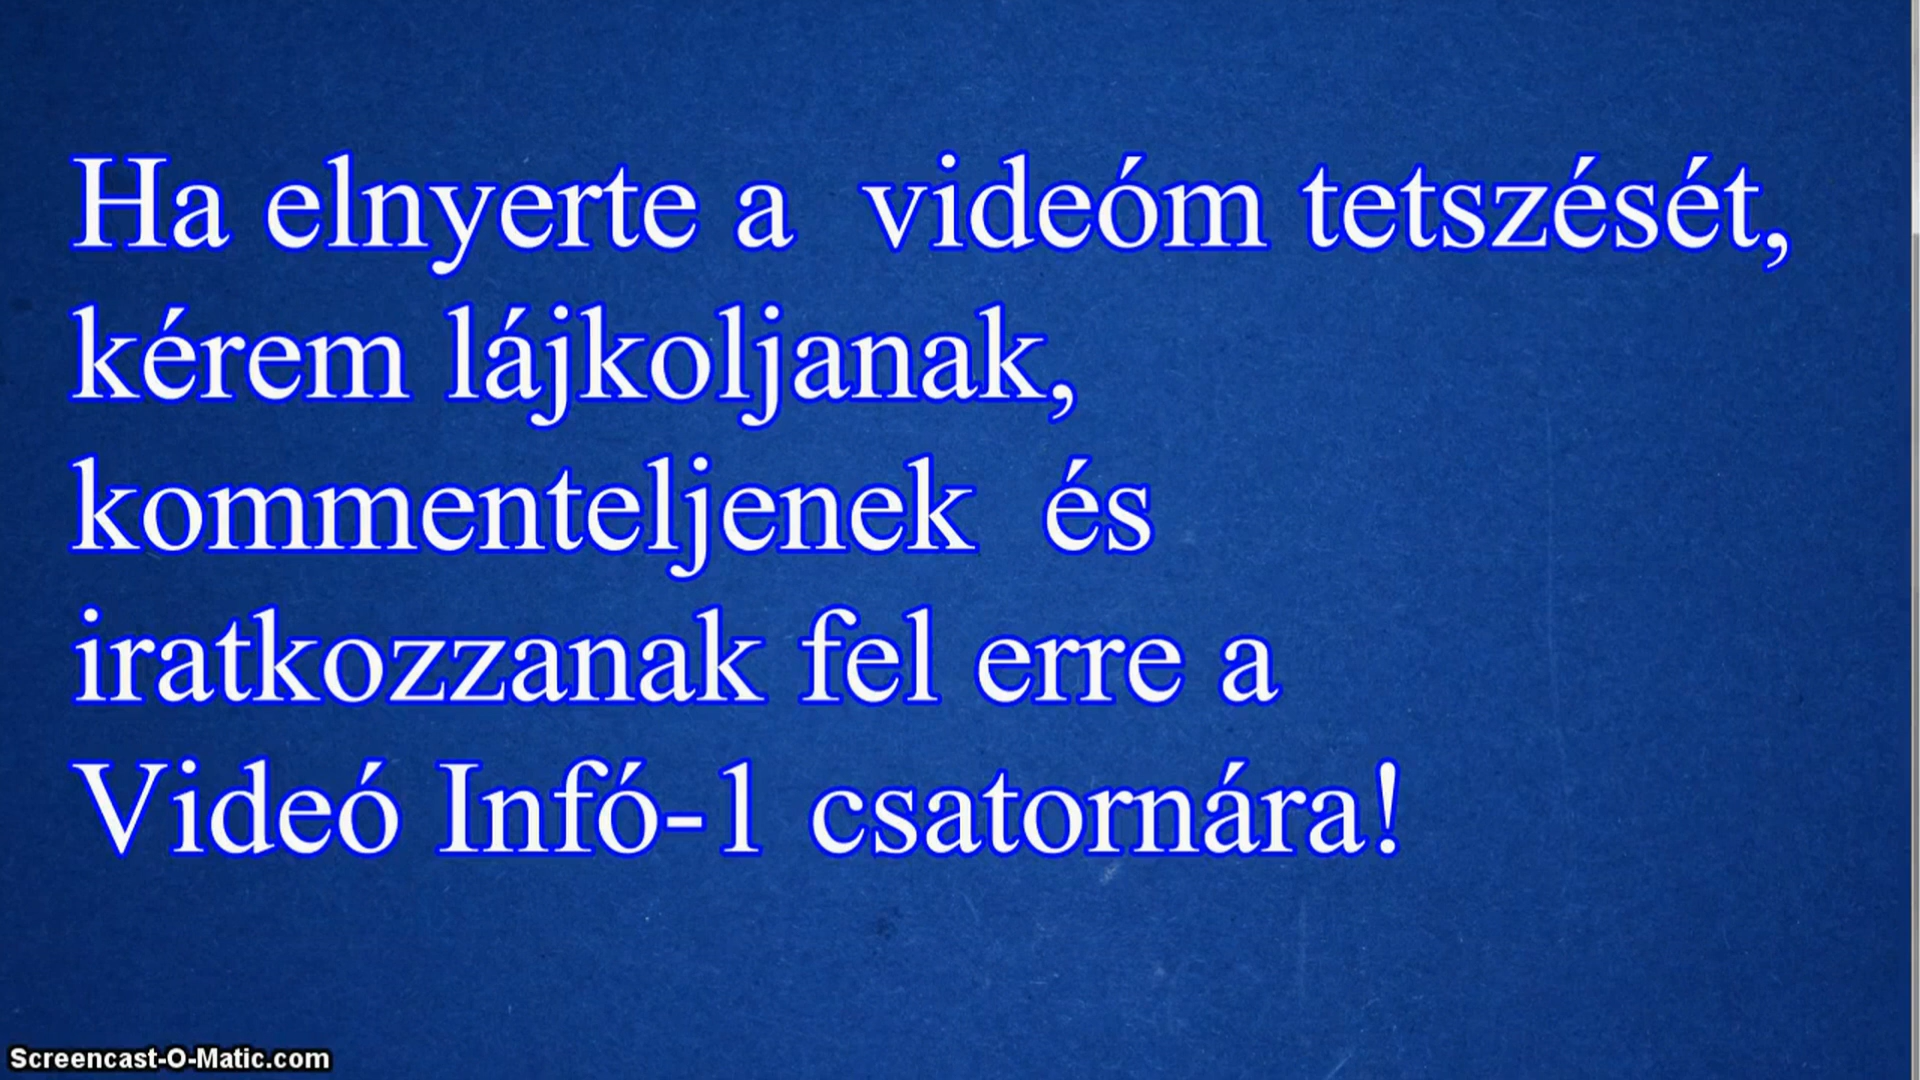 Ha elnyerte a  videóm tetszését,
kérem lájkoljanak,
kommenteljenek  és
iratkozzanak fel erre a
Videó Infó-1 csatornára!
Screencast-O-Matic.com